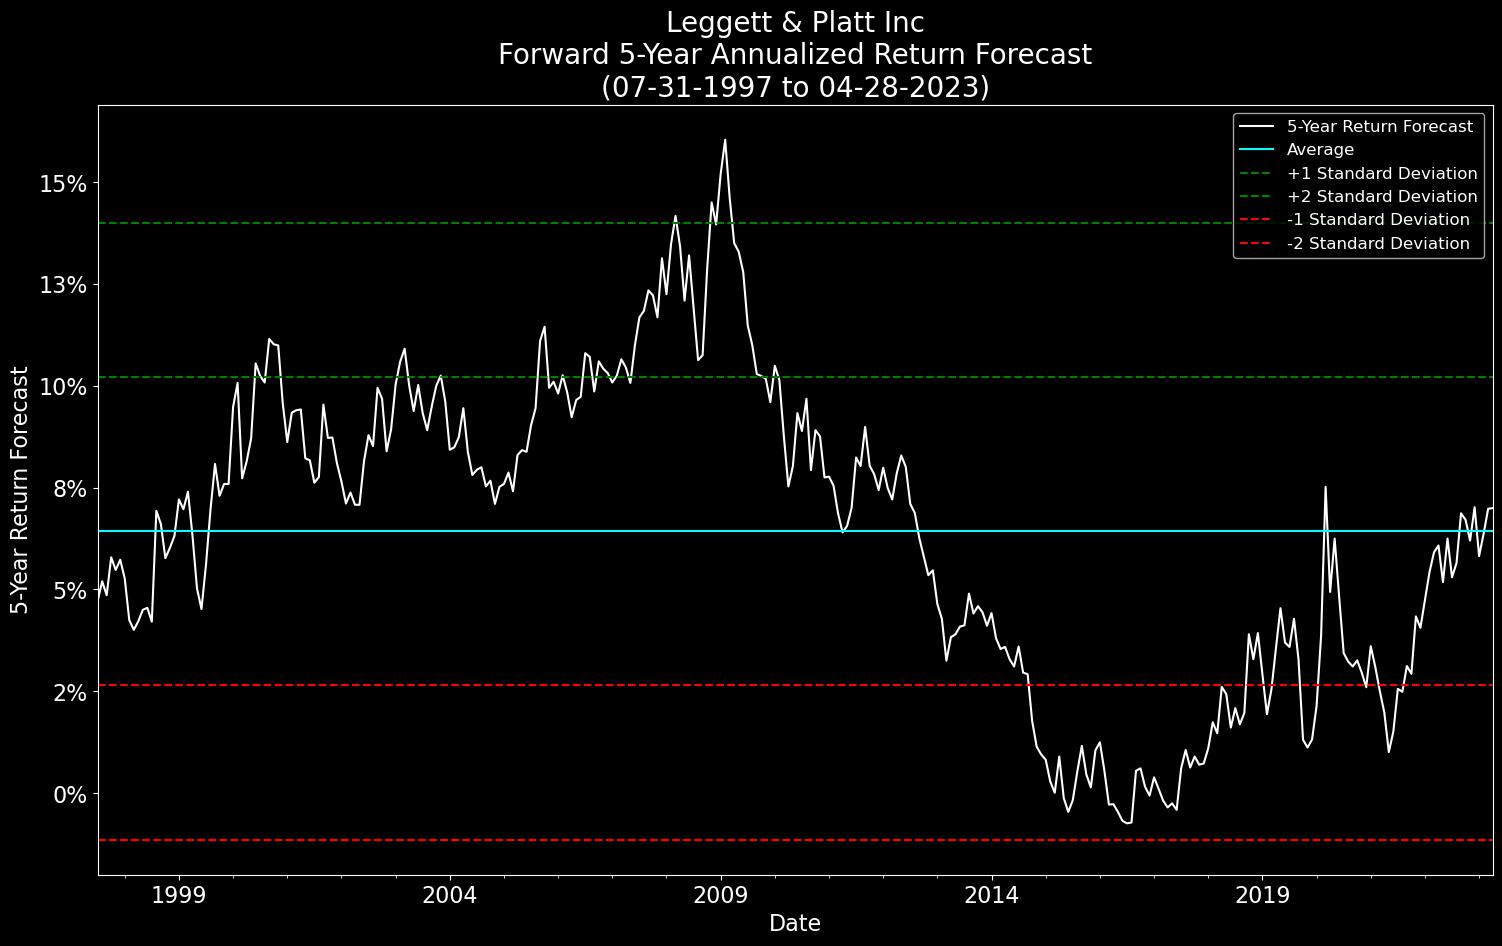 Leggett & Platt Inc
Forward 5-Year Annualized Return Forecast
(07-31-1997 to 04-28-2023)
5-Year Return Forecast
Average
+1 Standard Deviation
+2 Standard Deviation
-1 Standard Deviation
-2 Standard Deviation
15%
13%
10%
8%
5%
2%
0%
5-Year Return Forecast
1999
2004
2009
2014
2019
Date